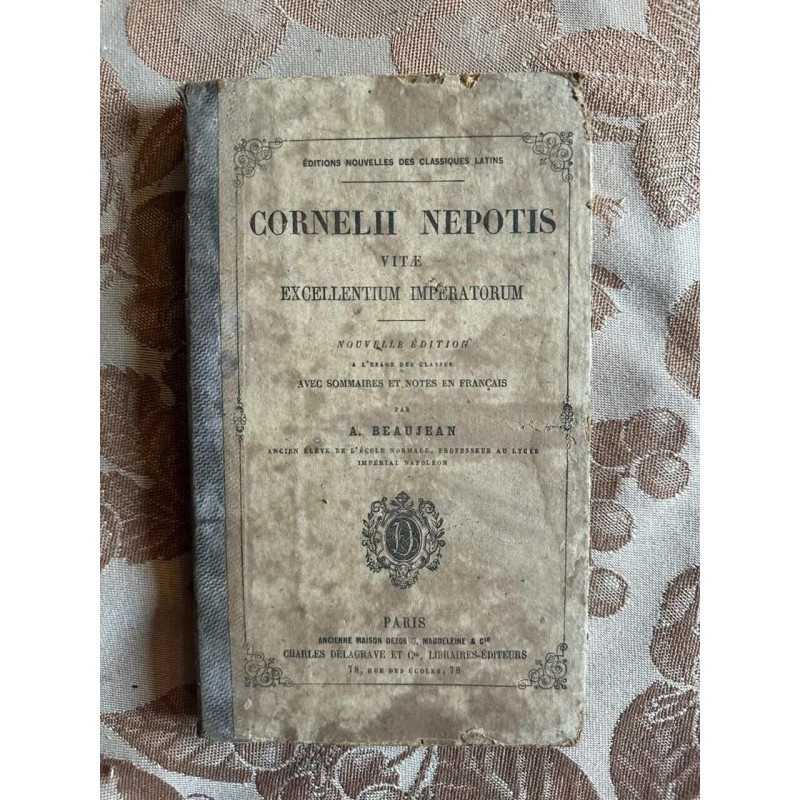 ÉDITIONS NOUVELLES DES CLASSIQUES LATINS
CORNELII NEPOTIS
VITÆ
EXCELLENTIUM IMPERATORUM
NOUVELLE ÉDITION
A L'USAGE DES CLASSES
AVEC SOMMAIRES ET NOTES EN FRANÇAIS
PAR
A. BEAUJEAN
ANCIEN ÉLÈVE DE L'ÉCOLE NORMALE, PROFESSEUR AU LYCÉE
IMPÉRIAL NAPOLÉON
D
PARIS
ANCIENNE MAISON MAGDELEINE & Cie
CHARLES DELAGRAVE ET Cie, LIBRAIRES-ÉDITEURS
78, RUE DES ÉCOLES, 78